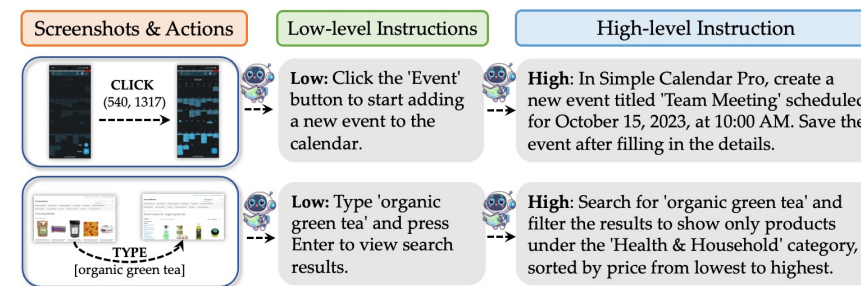 Screenshots & Actions
Low-level Instructions
High-level Instruction
CLICK
(540, 1317)
Low: Click the 'Event'
button to start adding
a new event to the
calendar.
High: In Simple Calendar Pro, create a
new event titled 'Team Meeting' scheduled
for October 15, 2023, at 10:00 AM. Save the
event after filling in the details.
TYPE
[organic green tea]
Low: Type 'organic
green tea' and press
Enter to view search
results.
High: Search for 'organic green tea' and
filter the results to show only products
under the 'Health & Household' category,
sorted by price from lowest to highest.